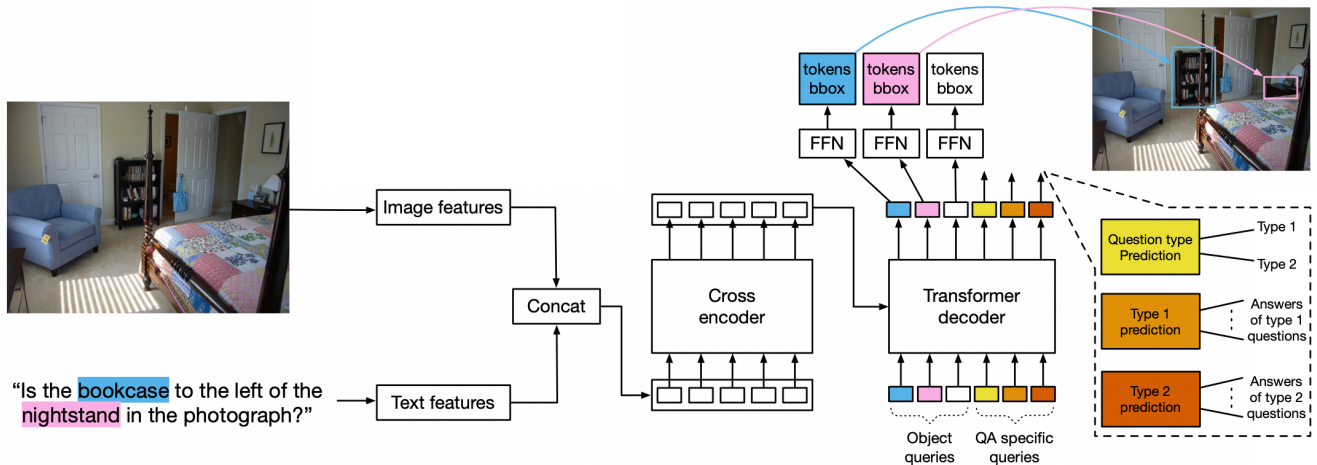 “Is the bookcase to the left of the
nightstand in the photograph?”
Image features
Text features
Concat
Cross
encoder
Transformer
decoder
tokens
bbox
tokens
bbox
tokens
bbox
FFN
FFN
FFN
Object
queries
QA specific
queries
Question type
Prediction
Type 1
Type 2
Type 1
prediction
Answers
of type 1
questions
Type 2
prediction
Answers
of type 2
questions